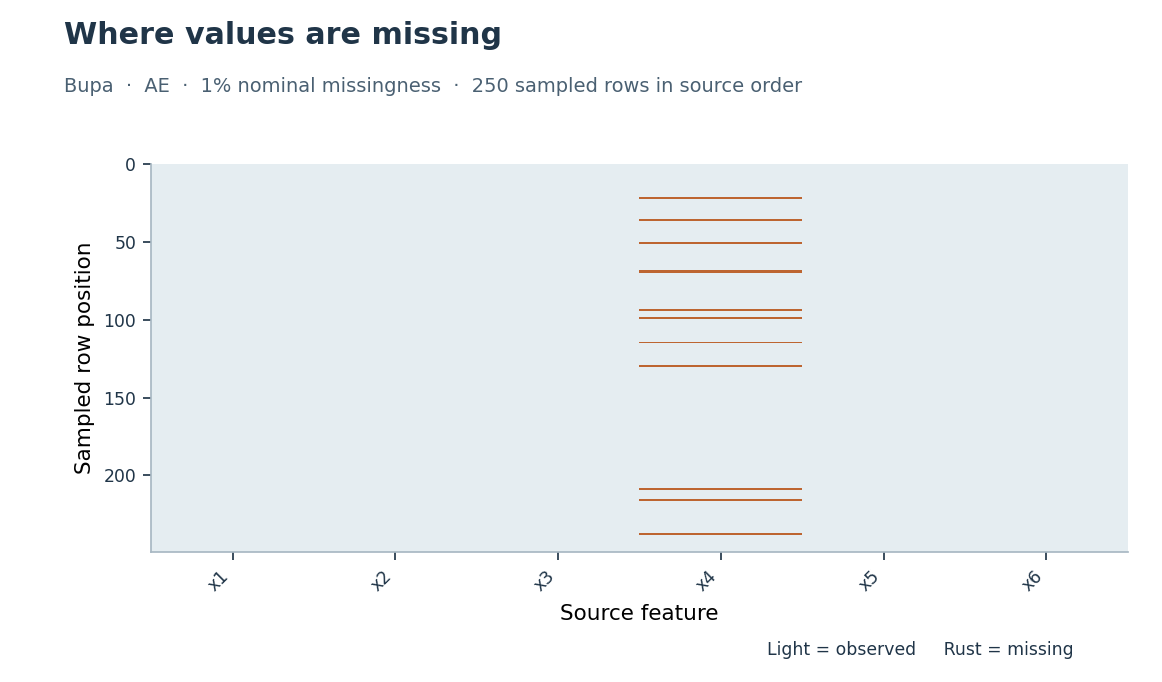 Where values are missing
Bupa · AE · 1% nominal missingness · 250 sampled rows in source order
0
50
100
150
200
Sampled row position
x1 x2 x3 x4 x5 x6
Source feature
Light = observed Rust = missing